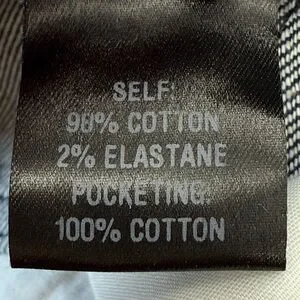 SELF:
98% COTTON
2% ELASTANE
POCKETING:
100% COTTON